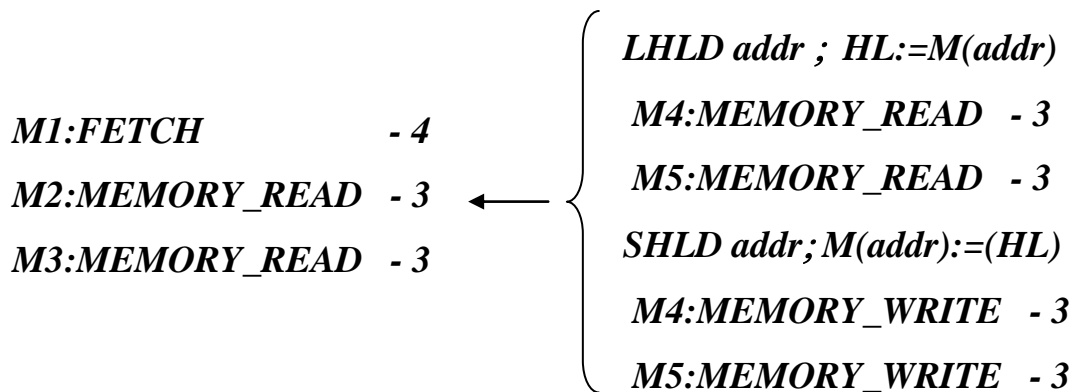 M1:FETCH - 4
M2:MEMORY_READ - 3
M3:MEMORY_READ - 3
LHLD addr ; HL:=M(addr)
M4:MEMORY_READ - 3
M5:MEMORY_READ - 3
SHLD addr; M(addr):=(HL)
M4:MEMORY_WRITE - 3
M5:MEMORY_WRITE - 3